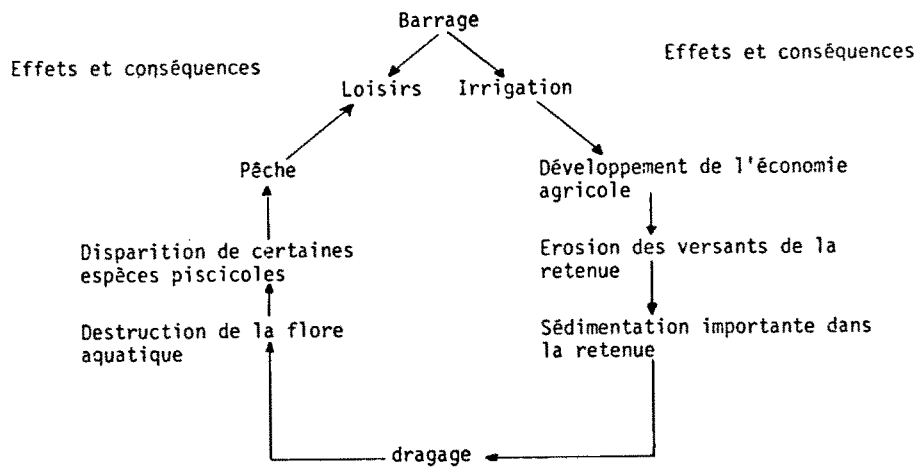 Barrage
Effets et conséquences
Effets et conséquences
Loisirs
Irrigation
Pêche
Développement de l'économie
agricole
Disparition de certaines
espèces piscicoles
Erosion des versants de la
retenue
Destruction de la flore
aquatique
Sédimentation importante dans
la retenue
dragage